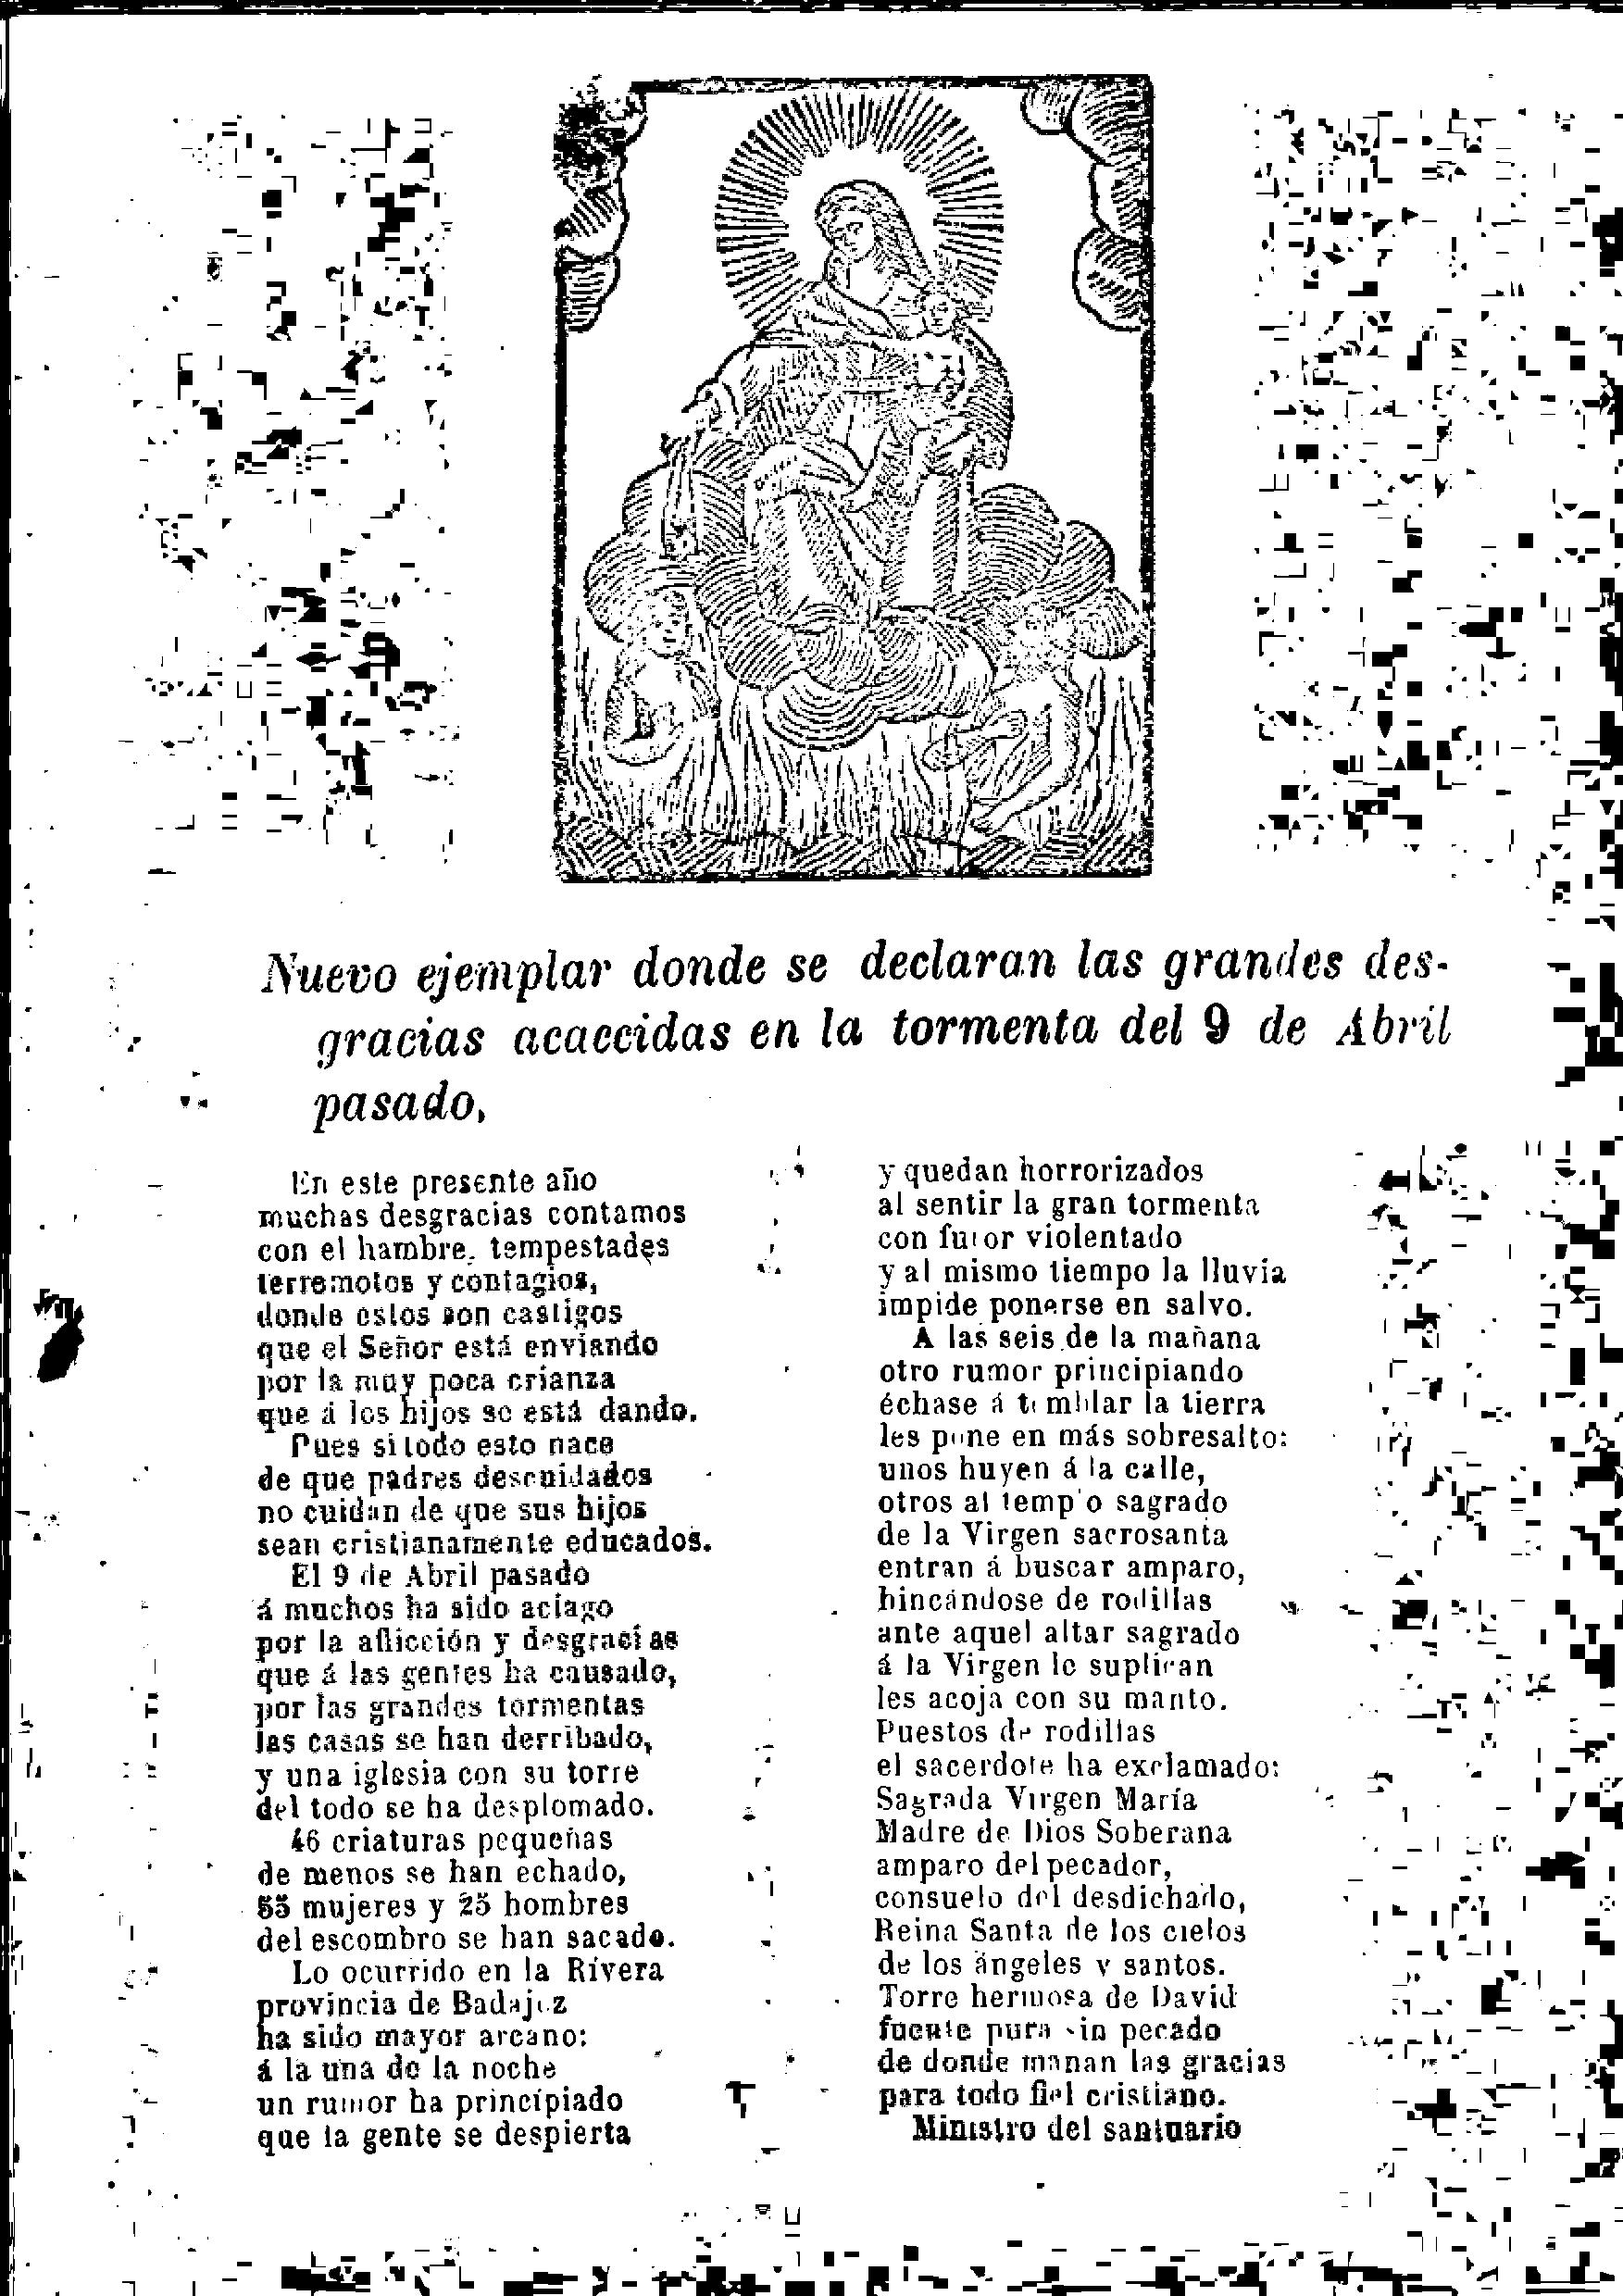 Nuevo ejemplar donde se declaran las grandes des-
gracias acaecidas en la tormenta del 9 de Abril
pasado,
En este presente año
muchas desgracias contamos
con el hambre, tempestades
terremotos y contagios,
donde estos son castigos
que el Señor está enviando
por la muy poca crianza
que á los hijos se está dando.
Pues si todo esto nace
de que padres descuidados
no cuidan de que sus hijos
sean cristianamente educados.
El 9 de Abril pasado
á muchos ha sido aciago
por la aflicción y desgracias
que á las gentes ha causado,
por las grandes tormentas
las casas se han derribado,
y una iglesia con su torre
del todo se ha desplomado.
46 criaturas pequeñas
de menos se han echado,
55 mujeres y 25 hombres
del escombro se han sacado.
Lo ocurrido en la Rivera
provincia de Badajoz
ha sido mayor arcano:
á la una de la noche
un rumor ha principiado
que la gente se despierta
y quedan horrorizados
al sentir la gran tormenta
con furor violentado
y al mismo tiempo la lluvia
impide ponerse en salvo.
A las seis de la mañana
otro rumor principiando
échase á temblar la tierra
les pone en más sobresalto:
unos huyen á la calle,
otros al templo sagrado
de la Virgen sacrosanta
entran á buscar amparo,
hincándose de rodillas
ante aquel altar sagrado
á la Virgen le suplican
les acoja con su manto.
Puestos de rodillas
el sacerdote ha exclamado:
Sagrada Virgen María
Madre de Dios Soberana
amparo del pecador,
consuelo del desdichado,
Reina Santa de los cielos
de los ángeles y santos.
Torre hermosa de David
fuente pura sin pecado
de donde manan las gracias
para todo fiel cristiano.
Ministro del santuario